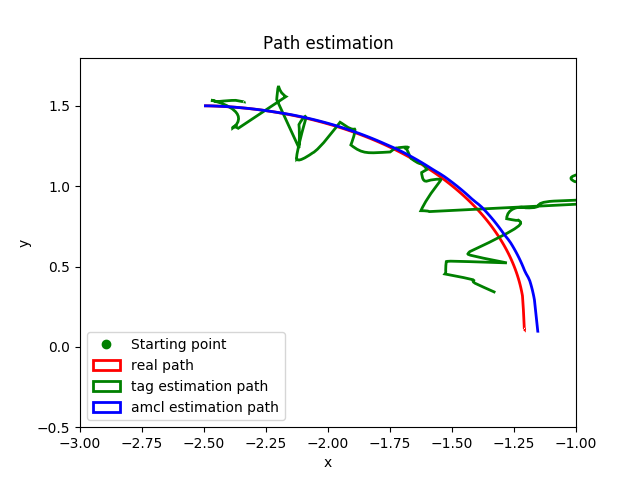 Path estimation
y
1.5
1.0
0.5
0.0
−0.5
Starting point
real path
tag estimation path
amcl estimation path
−3.00 −2.75 −2.50 −2.25 −2.00 −1.75 −1.50 −1.25 −1.00
x